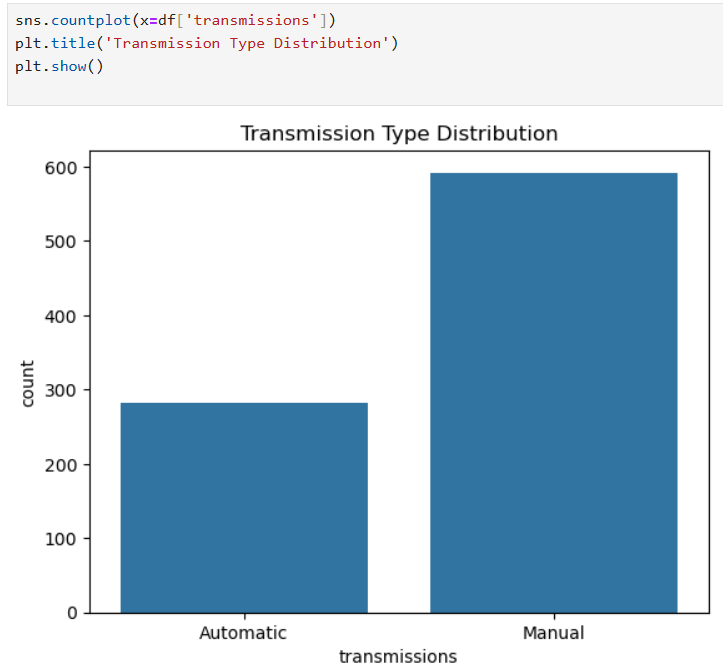 sns.countplot(x=df['transmissions'])
plt.title('Transmission Type Distribution')
plt.show()
Transmission Type Distribution
600
500
400
300
200
100
0
count
Automatic
Manual
transmissions